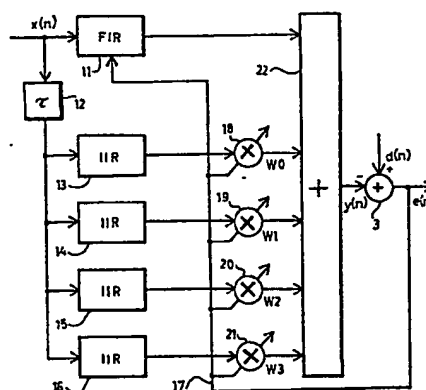 x(n)
FIR
11
22
τ
12
18
d(n)
IIR
W0
13
+
19
- + +
y(n)
e(n
3
IIR
W1
14
20
IIR
W2
15
21
IIR
W3
16
17